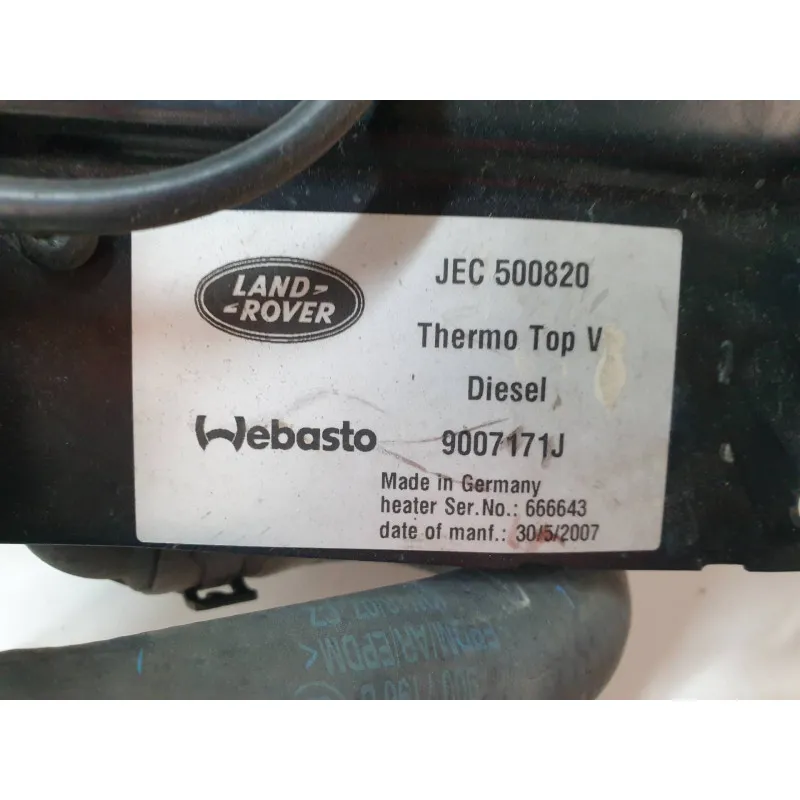 LAND-
-ROVER
JEC 500820
Thermo Top V
Diesel
Webasto
9007171J
Made in Germany
heater Ser.No.: 666643
date of manf.: 30/5/2007